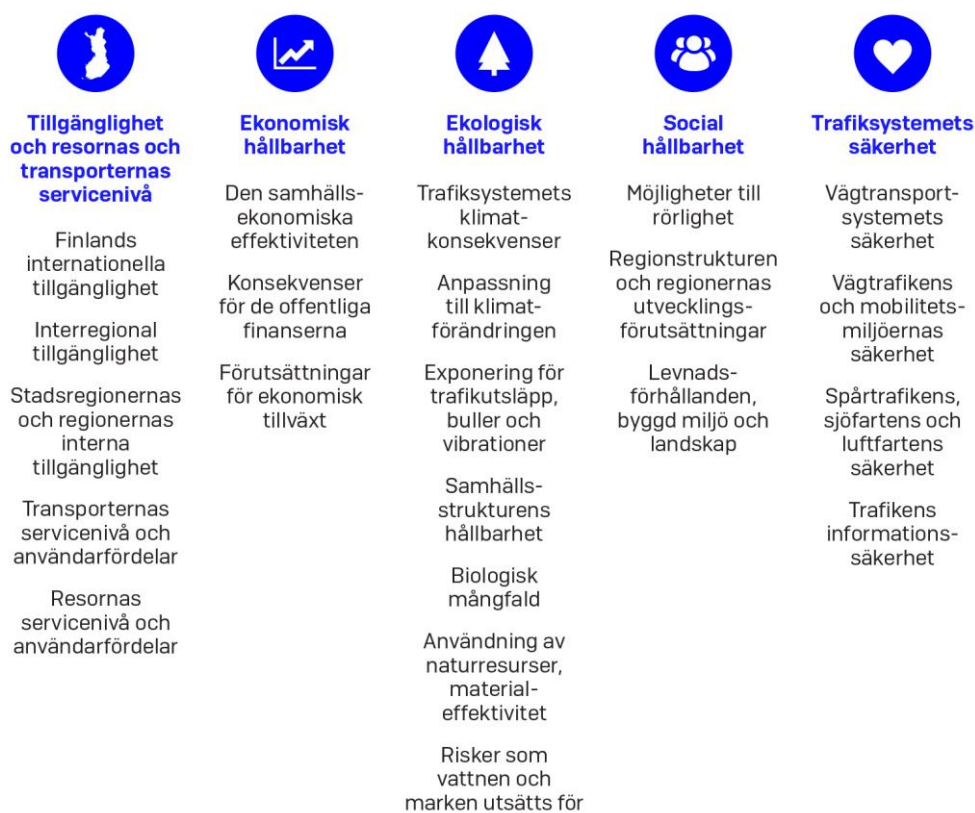 Tillgänglighet
och resornas och
transporternas
servicenivå
Finlands
internationella
tillgänglighet
Interregional
tillgänglighet
Stadsregionernas
och regionernas
interna
tillgänglighet
Transporternas
servicenivå och
användarfördelar
Resornas
servicenivå och
användarfördelar
Ekonomisk
hållbarhet
Den samhälls-
ekonomiska
effektiviteten
Konsekvenser
för de offentliga
finanserna
Förutsättningar
för ekonomisk
tillväxt
Ekologisk
hållbarhet
Trafiksystemets
klimat-
konsekvenser
Anpassning
till klimat-
förändringen
Exponering för
trafikutsläpp,
buller och
vibrationer
Samhälls-
strukturens
hållbarhet
Biologisk
mångfald
Användning av
naturresurser,
material-
effektivitet
Risker som
vattnen och
marken utsätts för
Social
hållbarhet
Möjligheter till
rörlighet
Regionstrukturen
och regionernas
utvecklings-
förutsättningar
Levnads-
förhållanden,
byggd miljö och
landskap
Trafiksystemets
säkerhet
Vägtransport-
systemets
säkerhet
Vägtrafikens
och mobilitets-
miljöernas
säkerhet
Spårtrafikens,
sjöfartens och
luftfartens
säkerhet
Trafikens
informations-
säkerhet